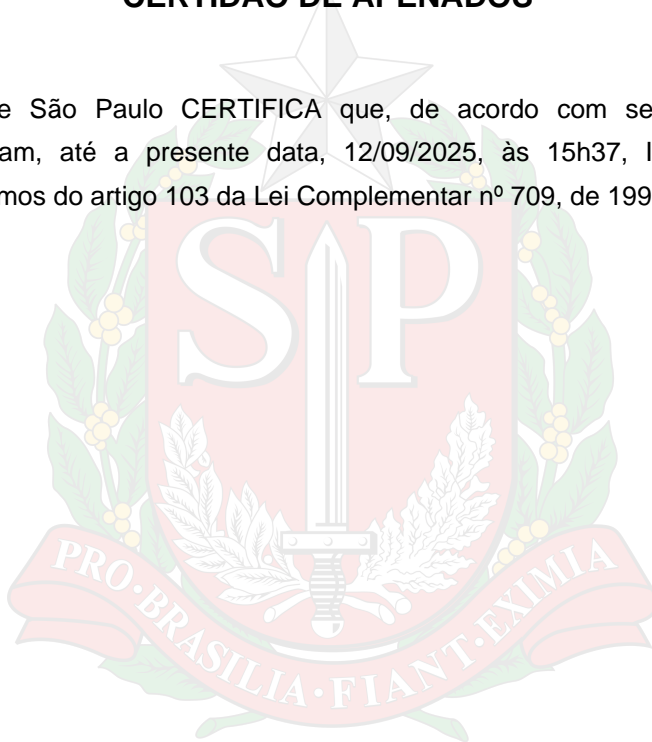 CERTIDÃO DE APENADOS
e São Paulo CERTIFICA que, de acordo com se
am, até a presente data, 12/09/2025, às 15h37, I
mos do artigo 103 da Lei Complementar nº 709, de 199
SP
PRO·BRASILIA·FIANT·EXIMIA